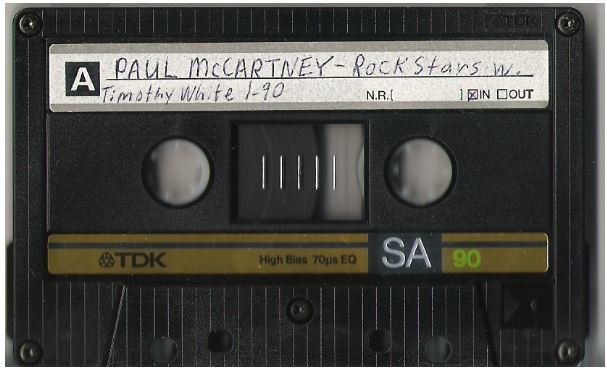 TDK
A PAUL McCARTNEY - Rock Stars w.
Timothy White 1-90 N.R.[ ] ☒IN ☐OUT
TDK High Bias 70μs EQ SA 90